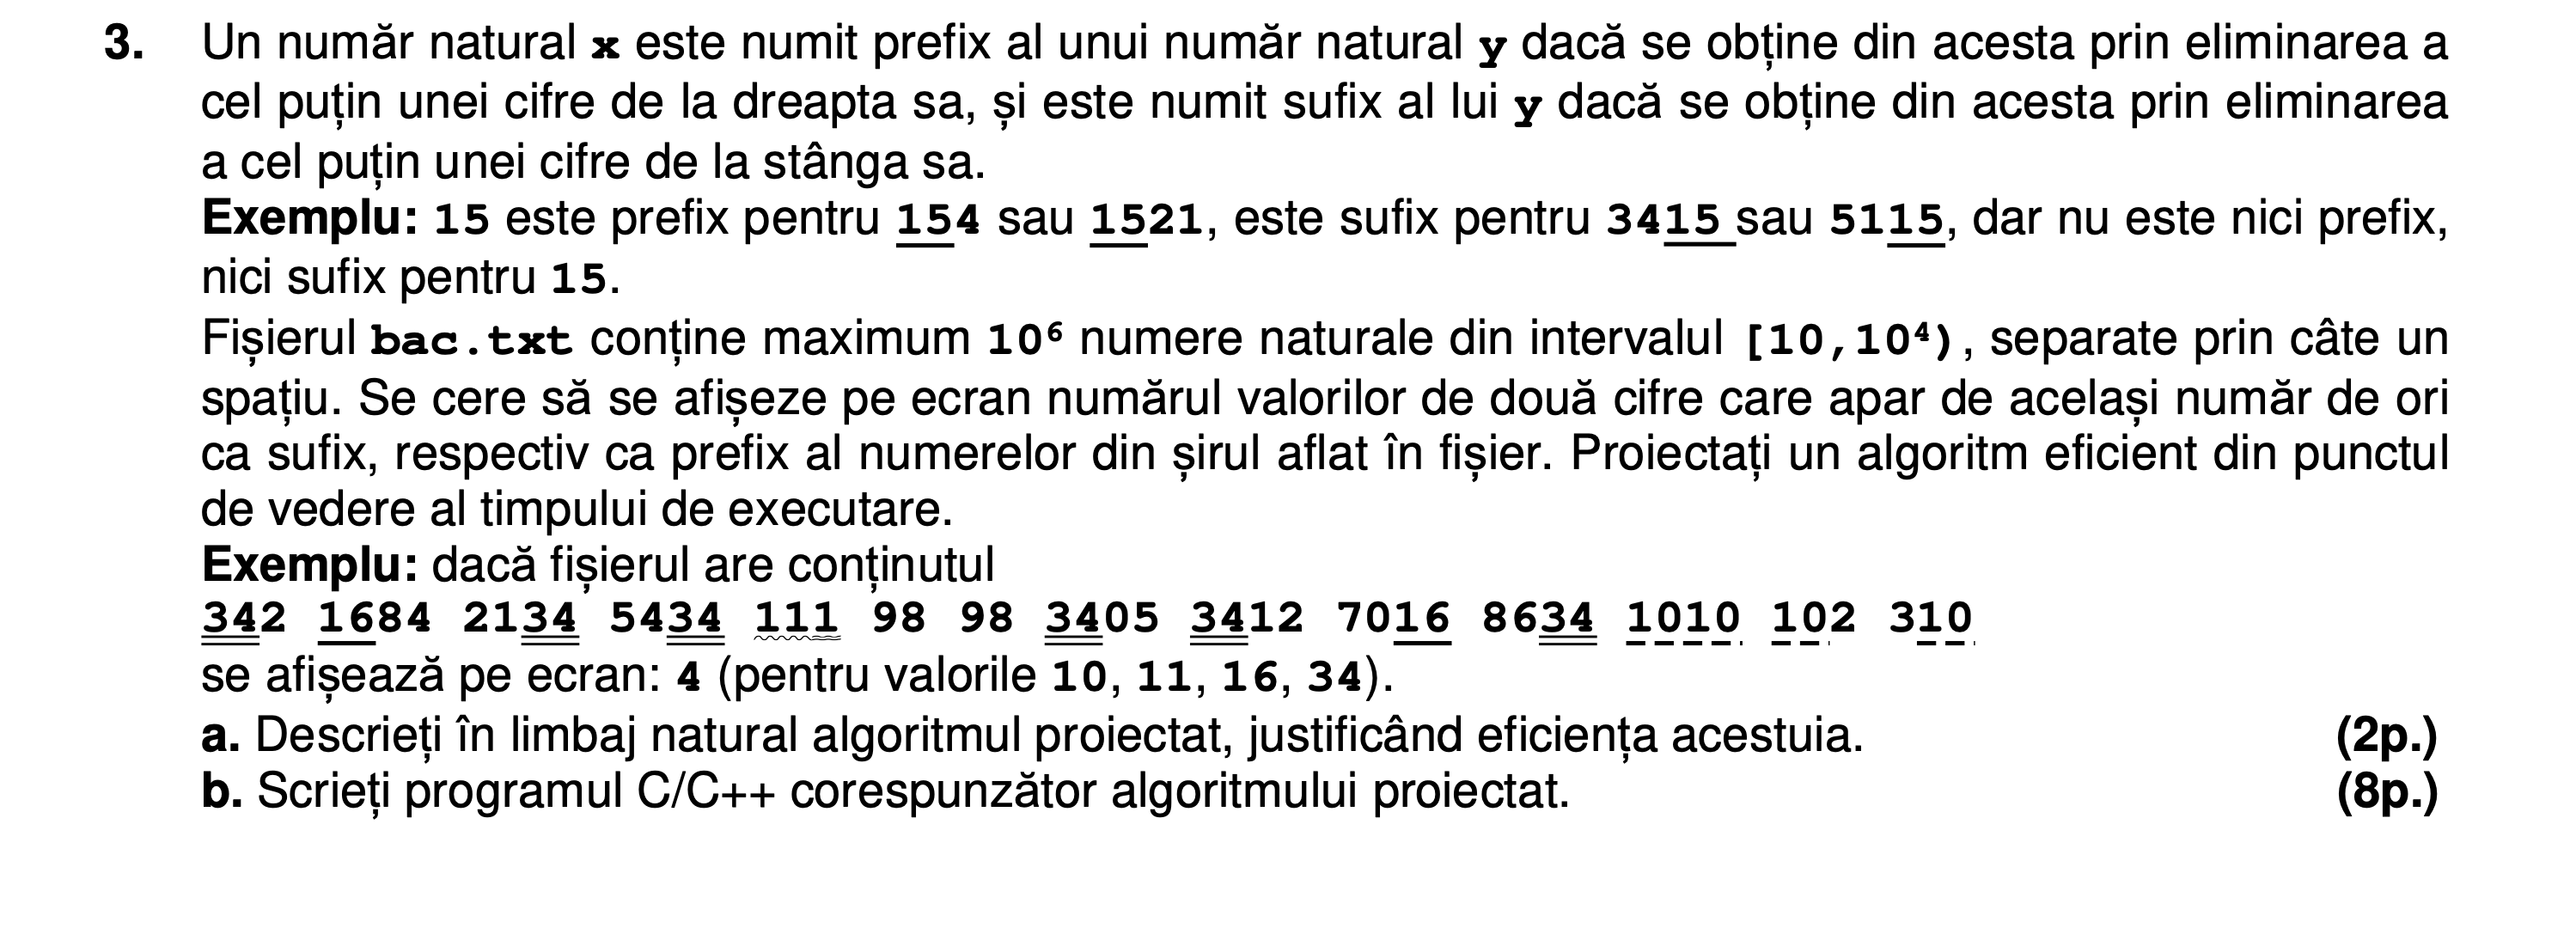 3. Un număr natural x este numit prefix al unui număr natural y dacă se obține din acesta prin eliminarea a
cel puțin unei cifre de la dreapta sa, și este numit sufix al lui y dacă se obține din acesta prin eliminarea
a cel puțin unei cifre de la stânga sa.
Exemplu: 15 este prefix pentru 154 sau 1521, este sufix pentru 3415 sau 5115, dar nu este nici prefix,
nici sufix pentru 15.
Fișierul bac.txt conține maximum 10⁶ numere naturale din intervalul [10,10⁴), separate prin câte un
spațiu. Se cere să se afișeze pe ecran numărul valorilor de două cifre care apar de același număr de ori
ca sufix, respectiv ca prefix al numerelor din șirul aflat în fișier. Proiectați un algoritm eficient din punctul
de vedere al timpului de executare.
Exemplu: dacă fișierul are conținutul
342 1684 2134 5434 111 98 98 3405 3412 7016 8634 1010 102 310
se afișează pe ecran: 4 (pentru valorile 10, 11, 16, 34).
a. Descrieți în limbaj natural algoritmul proiectat, justificând eficiența acestuia. (2p.)
b. Scrieți programul C/C++ corespunzător algoritmului proiectat. (8p.)